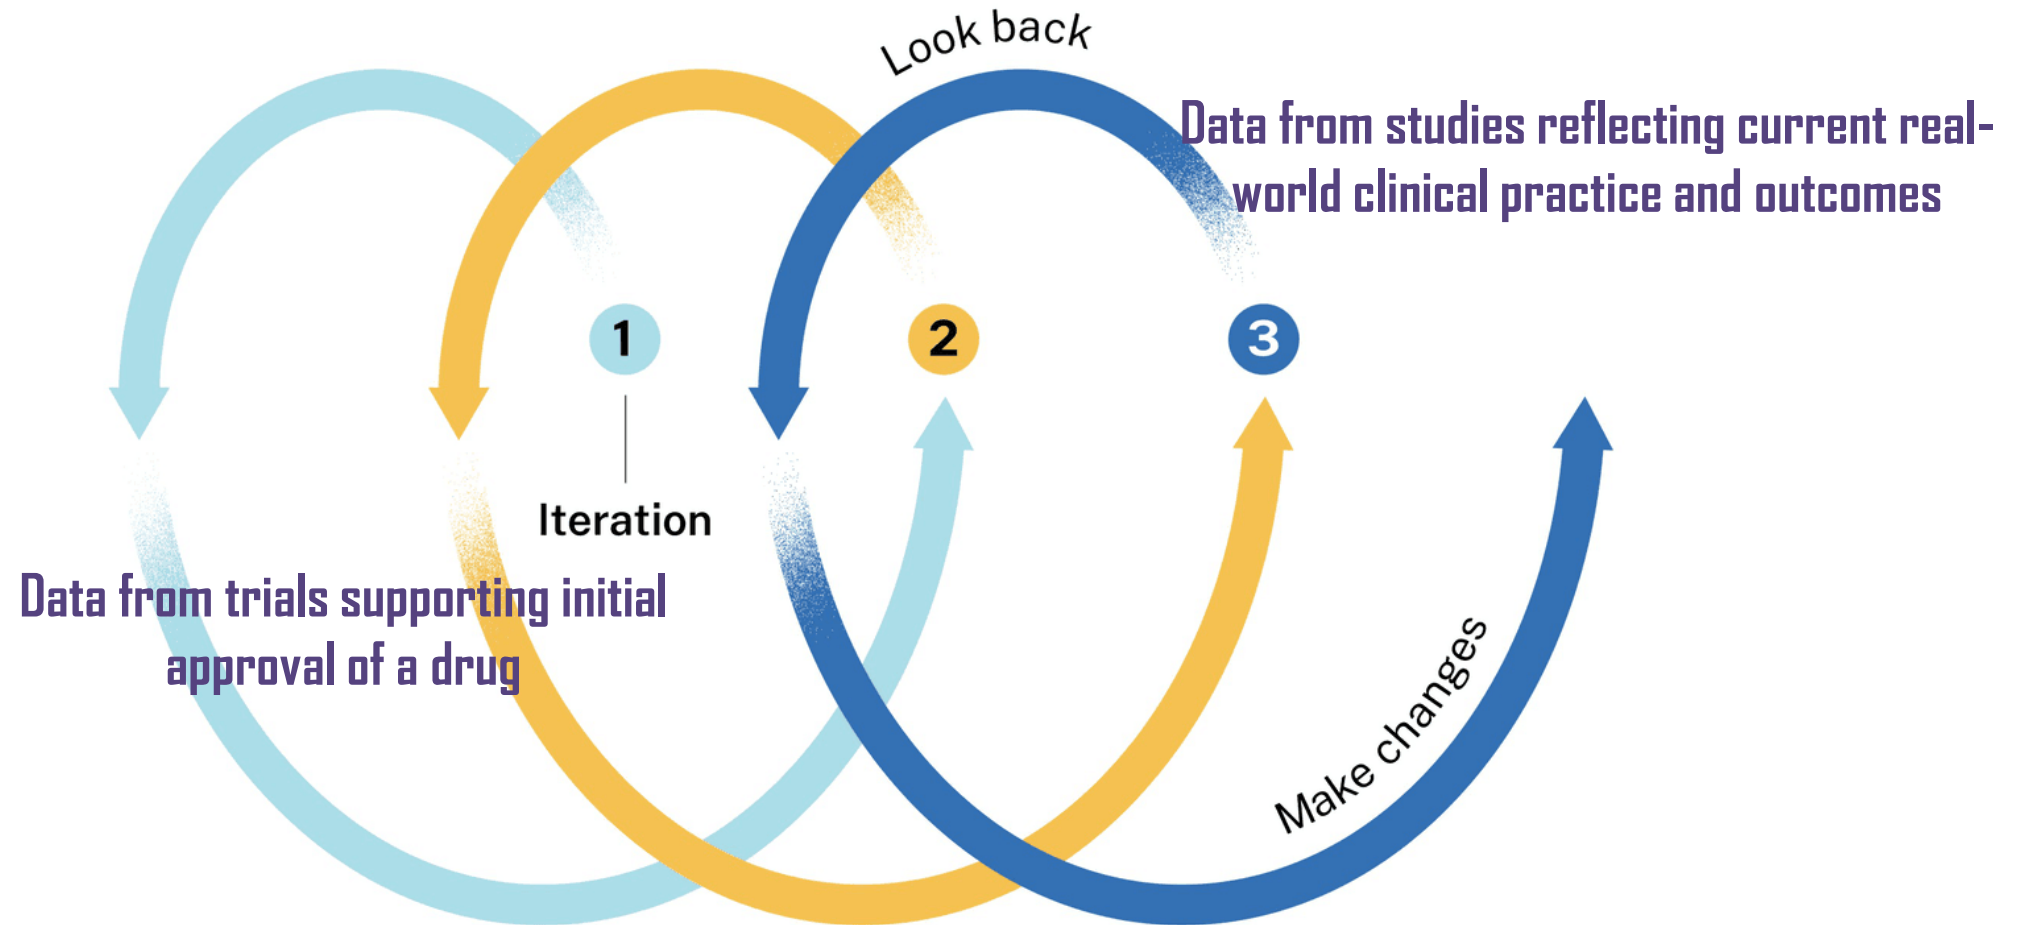 Look back
Data from studies reflecting current real-
world clinical practice and outcomes
1
2
3
Iteration
Data from trials supporting initial
approval of a drug
Make changes